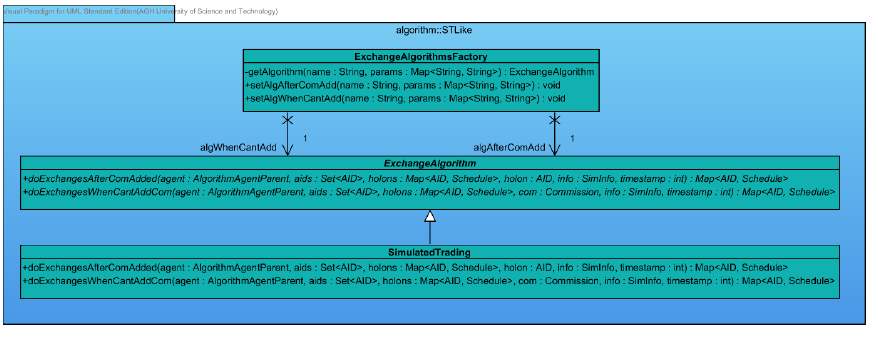 Visual Paradigm for UML Standard Edition(AGH University of Science and Technology)
algorithm::STLike
ExchangeAlgorithmsFactory
-getAlgorithm(name : String, params : Map<String, String>) : ExchangeAlgorithm
+setAlgAfterComAdd(name : String, params : Map<String, String>) : void
+setAlgWhenCantAdd(name : String, params : Map<String, String>) : void
1
1
algWhenCantAdd
algAfterComAdd
ExchangeAlgorithm
+doExchangesAfterComAdded(agent : AlgorithmAgentParent, aids : Set<AID>, holons : Map<AID, Schedule>, holon : AID, info : SimInfo, timestamp : int) : Map<AID, Schedule>
+doExchangesWhenCantAddCom(agent : AlgorithmAgentParent, aids : Set<AID>, holons : Map<AID, Schedule>, com : Commission, info : SimInfo, timestamp : int) : Map<AID, Schedule>
SimulatedTrading
+doExchangesAfterComAdded(agent : AlgorithmAgentParent, aids : Set<AID>, holons : Map<AID, Schedule>, holon : AID, info : SimInfo, timestamp : int) : Map<AID, Schedule>
+doExchangesWhenCantAddCom(agent : AlgorithmAgentParent, aids : Set<AID>, holons : Map<AID, Schedule>, com : Commission, info : SimInfo, timestamp : int) : Map<AID, Schedule>